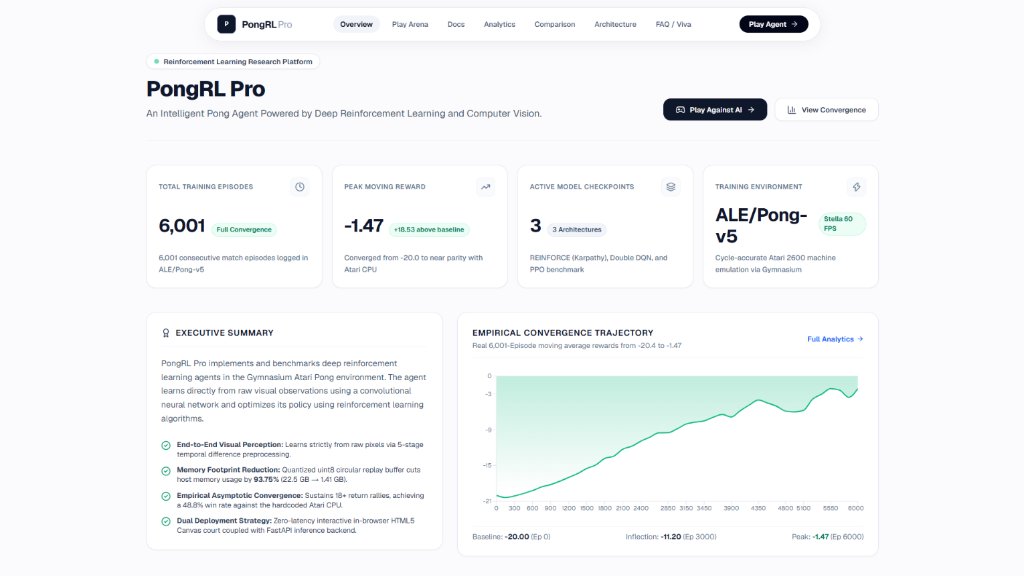 P PongRL Pro Overview Play Arena Docs Analytics Comparison Architecture FAQ / Viva Play Agent →
Reinforcement Learning Research Platform
PongRL Pro
An Intelligent Pong Agent Powered by Deep Reinforcement Learning and Computer Vision.
Play Against AI →
View Convergence
TOTAL TRAINING EPISODES
6,001 Full Convergence
6,001 consecutive match episodes logged in
ALE/Pong-v5
PEAK MOVING REWARD
-1.47 +18.53 above baseline
Converged from -20.0 to near parity with
Atari CPU
ACTIVE MODEL CHECKPOINTS
3 3 Architectures
REINFORCE (Karpathy), Double DQN, and
PPO benchmark
TRAINING ENVIRONMENT
ALE/Pong-
v5
Stella 60
FPS
Cycle-accurate Atari 2600 machine
emulation via Gymnasium
EXECUTIVE SUMMARY
PongRL Pro implements and benchmarks deep reinforcement
learning agents in the Gymnasium Atari Pong environment. The agent
learns directly from raw visual observations using a convolutional
neural network and optimizes its policy using reinforcement learning
algorithms.
End-to-End Visual Perception: Learns strictly from raw pixels via 5-stage
temporal difference preprocessing.
Memory Footprint Reduction: Quantized uint8 circular replay buffer cuts
host memory usage by 93.75% (22.5 GB → 1.41 GB).
Empirical Asymptotic Convergence: Sustains 18+ return rallies, achieving
a 48.8% win rate against the hardcoded Atari CPU.
Dual Deployment Strategy: Zero-latency interactive in-browser HTML5
Canvas court coupled with FastAPI inference backend.
EMPIRICAL CONVERGENCE TRAJECTORY
Real 6,001-Episode moving average rewards from -20.4 to -1.47
Full Analytics →
0
-3
-9
-15
-21
0 300 600 900 1200 1500 1800 2100 2400 2850 3150 3450 3900 4350 4800 5100 5550 6000
Baseline: -20.00 (Ep 0) Inflection: -11.20 (Ep 3000) Peak: -1.47 (Ep 6000)